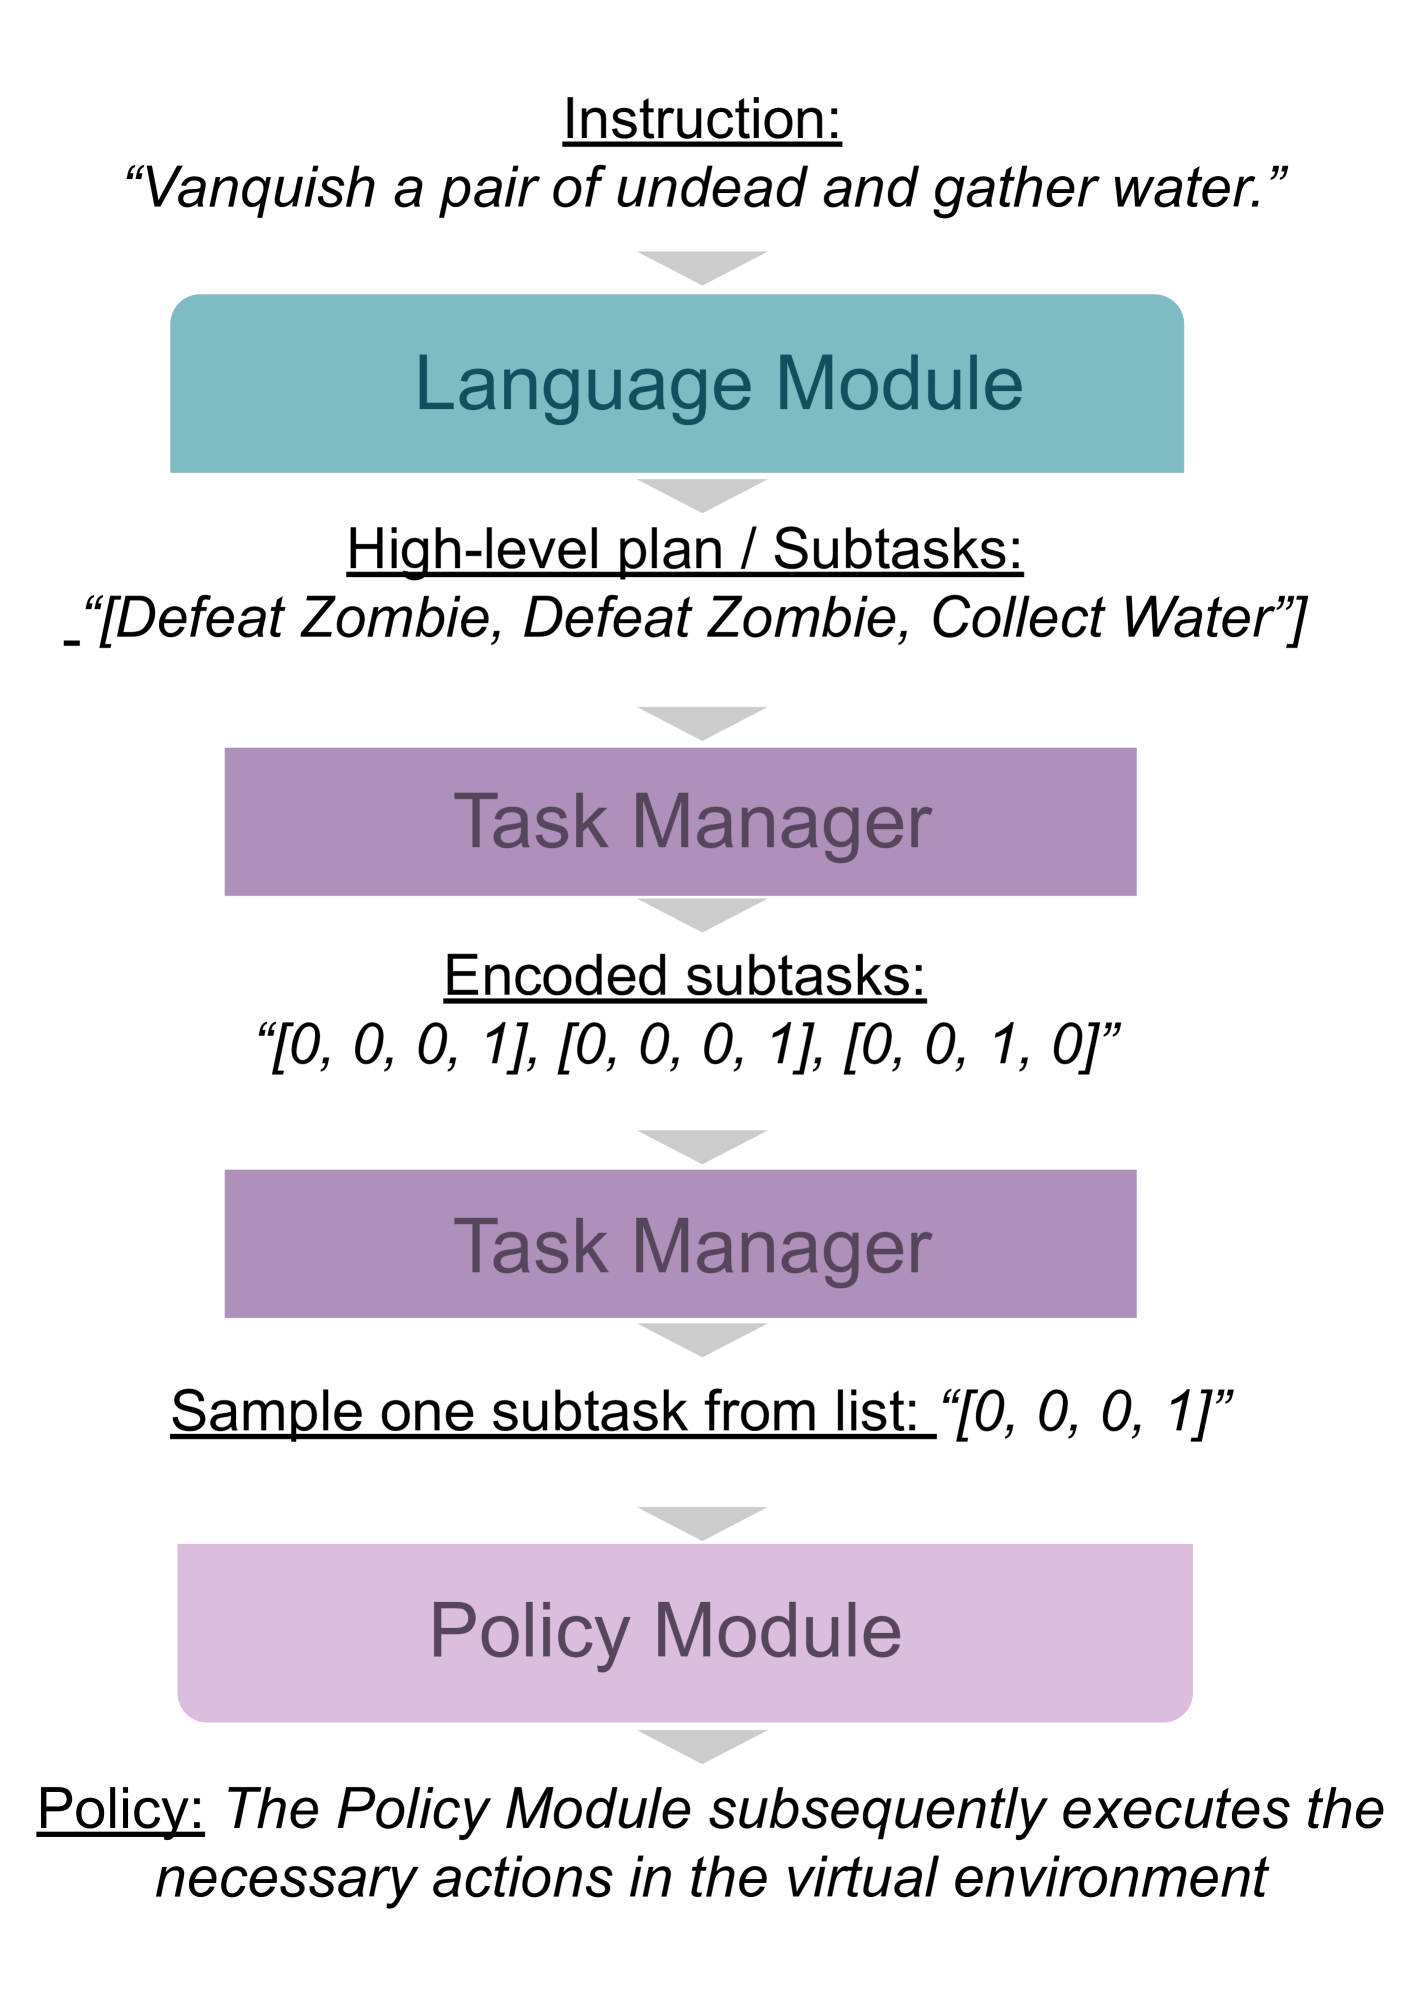 Instruction:
“Vanquish a pair of undead and gather water.”
Language Module
High-level plan / Subtasks:
“[Defeat Zombie, Defeat Zombie, Collect Water”]
Task Manager
Encoded subtasks:
“[0, 0, 0, 1], [0, 0, 0, 1], [0, 0, 1, 0]”
Task Manager
Sample one subtask from list: “[0, 0, 0, 1]”
Policy Module
Policy: The Policy Module subsequently executes the
necessary actions in the virtual environment